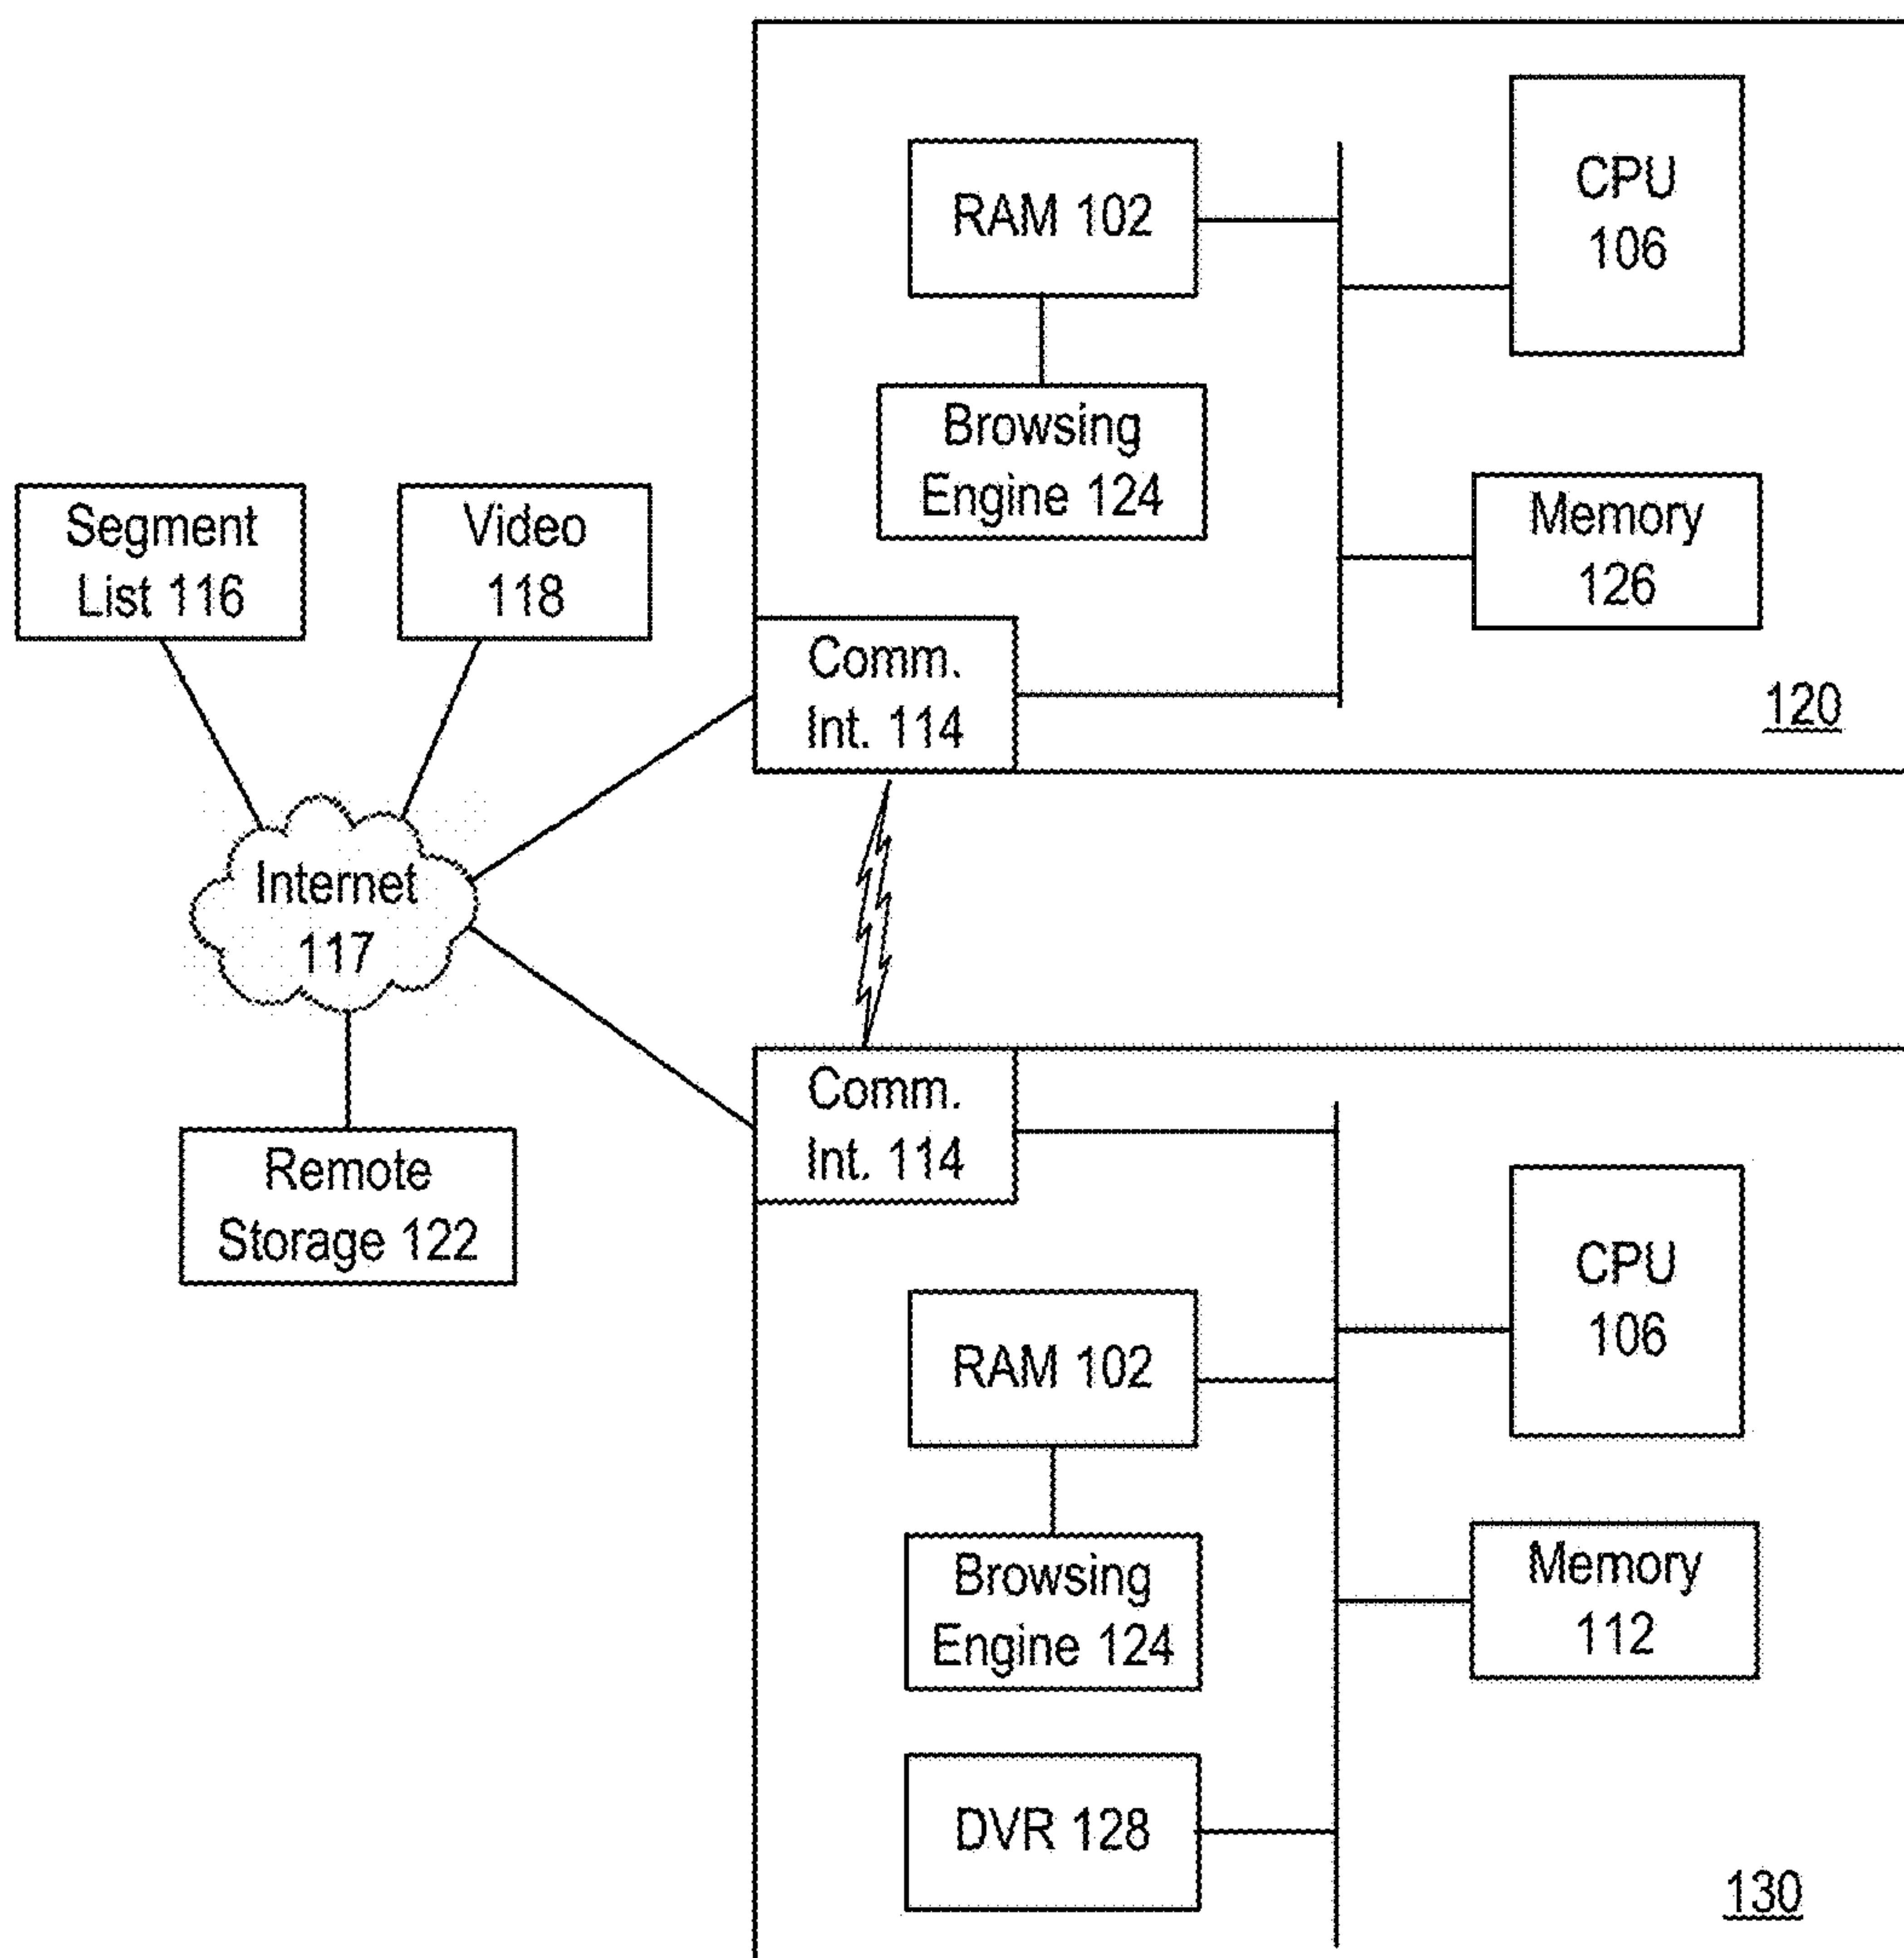 RAM 102
CPU
106
Browsing
Engine 124
Memory
126
Comm.
Int. 114
120
Segment
List 116
Video
118
Internet
117
Remote
Storage 122
Comm.
Int. 114
CPU
106
RAM 102
Browsing
Engine 124
Memory
112
DVR 128
130